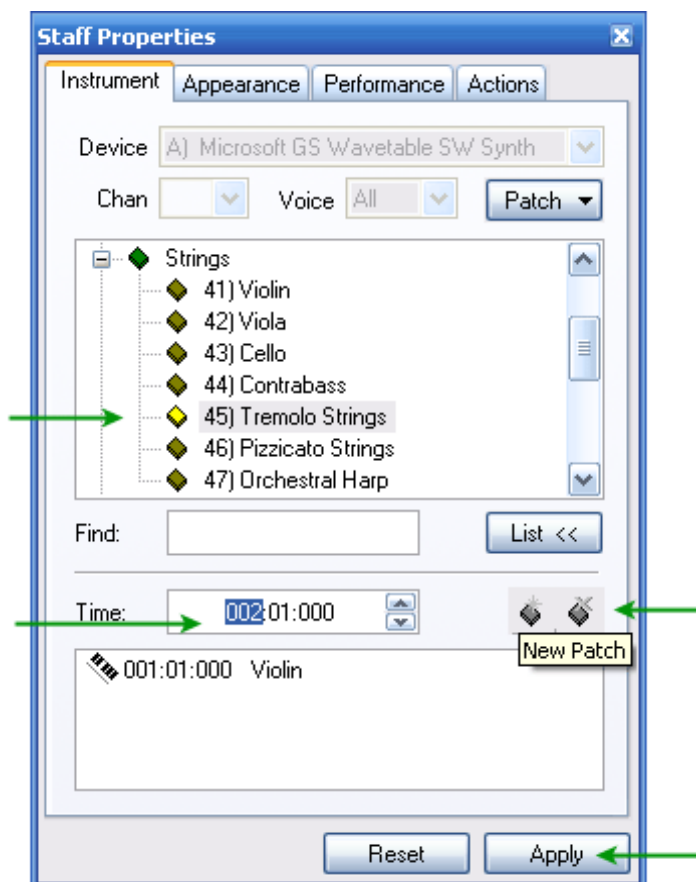 Staff Properties
Instrument Appearance Performance Actions
Device A) Microsoft GS Wavetable SW Synth
Chan Voice All Patch
Strings
41) Violin
42) Viola
43) Cello
44) Contrabass
45) Tremolo Strings
46) Pizzicato Strings
47) Orchestral Harp
Find: List <<
Time: 002:01:000
New Patch
001:01:000 Violin
Reset Apply